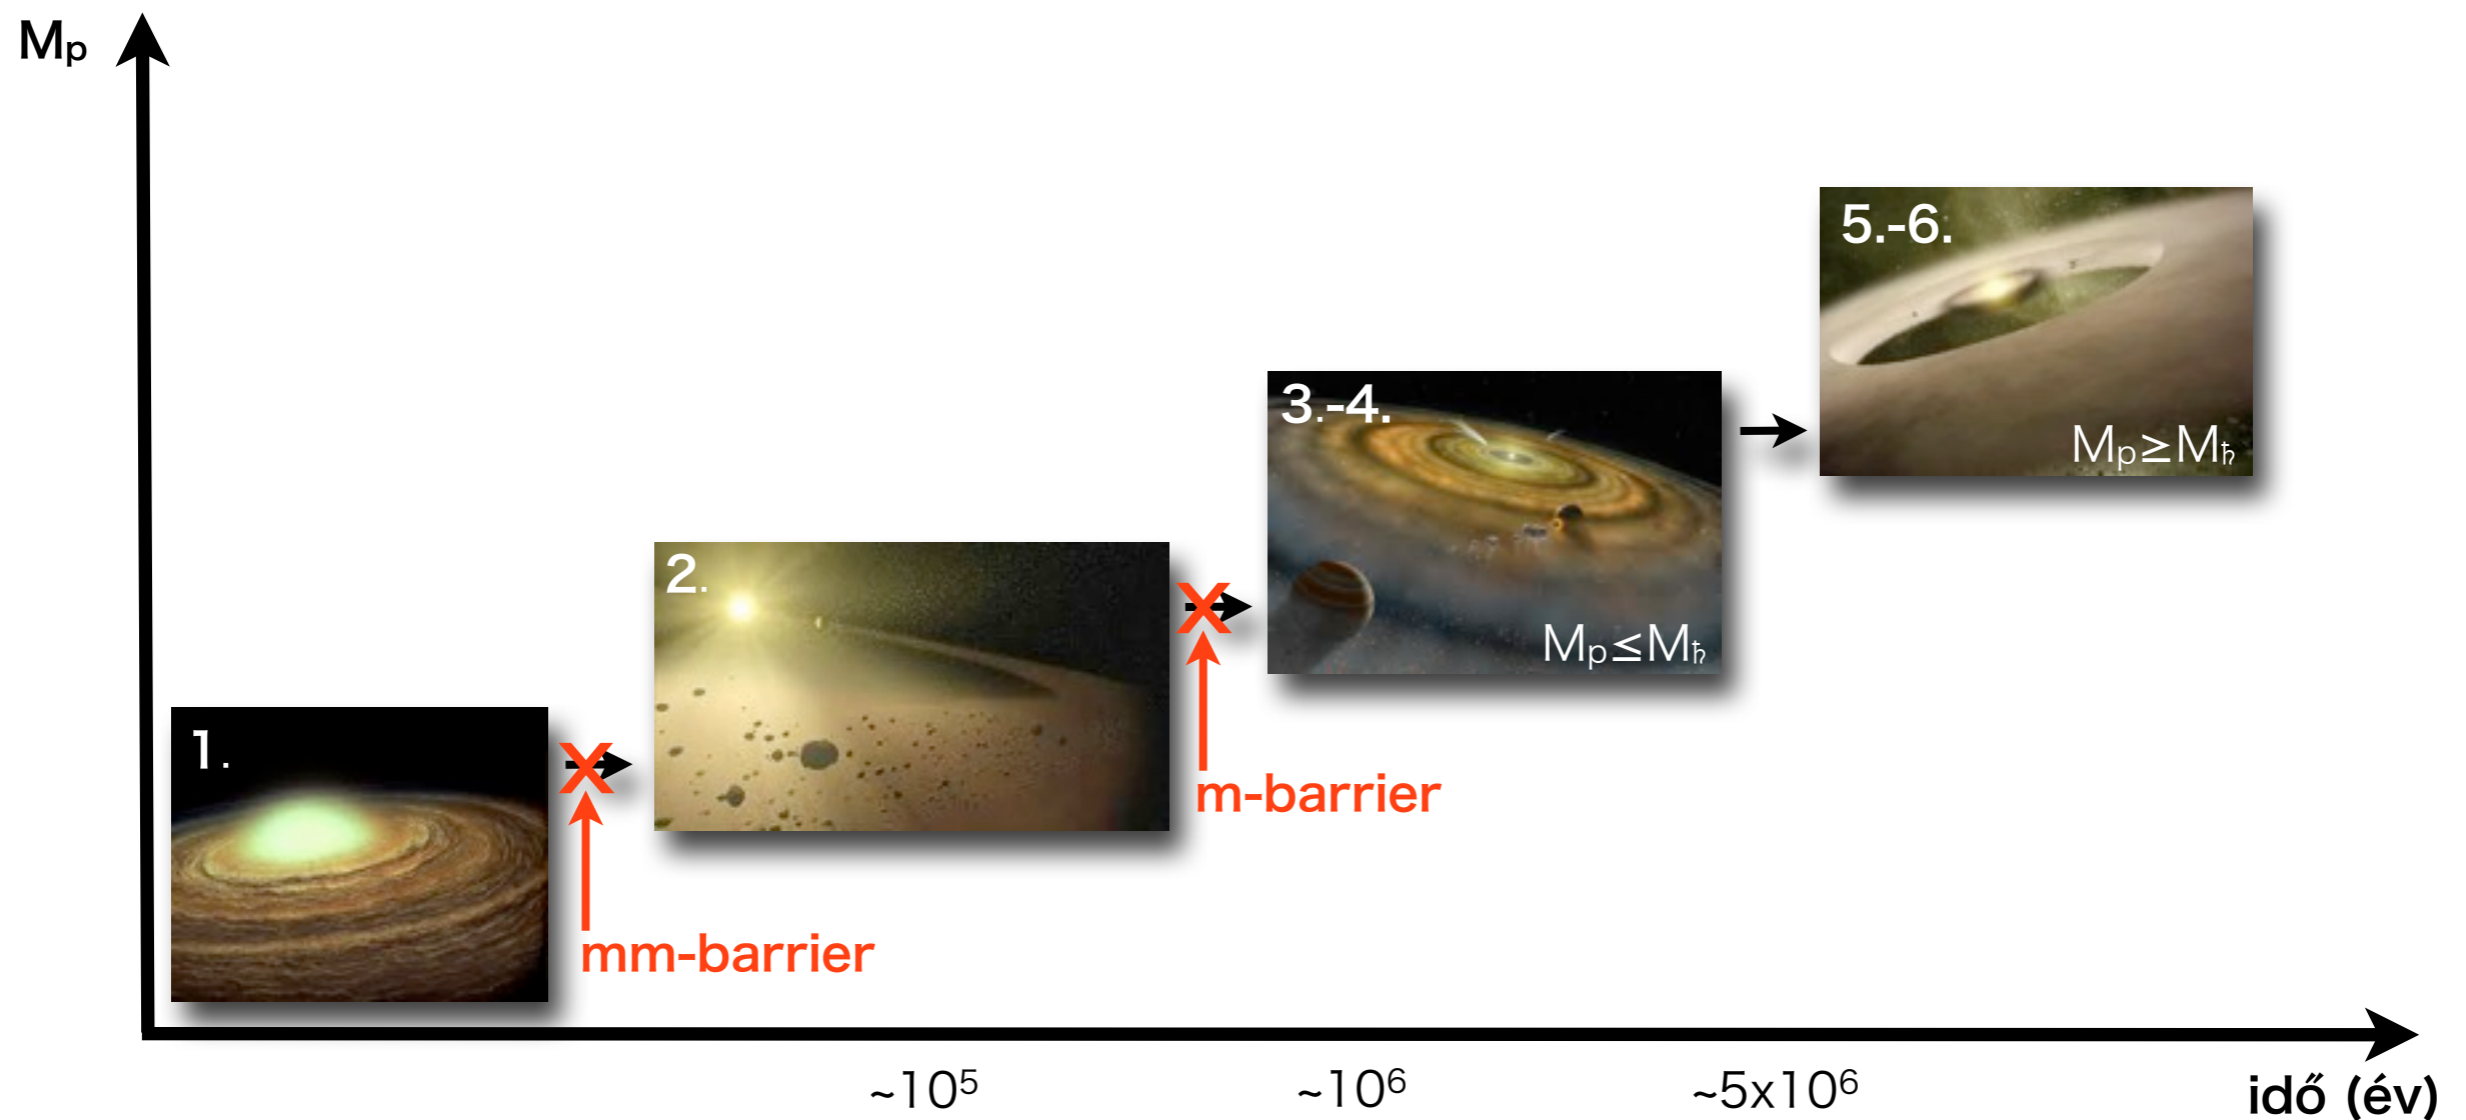 Mp
5.-6.
Mp≥M♄
3.-4.
Mp≤M♄
2.
m-barrier
1.
mm-barrier
~10⁵
~10⁶
~5x10⁶
idő (év)